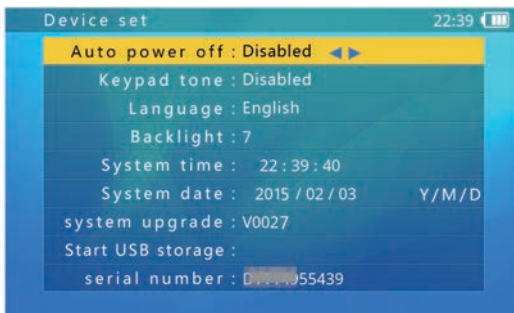 Device set 22:39
Auto power off : Disabled
Keypad tone : Disabled
Language : English
Backlight : 7
System time : 22 : 39 : 40
System date : 2015 / 02 / 03 Y/M/D
system upgrade : V0027
Start USB storage :
serial number :